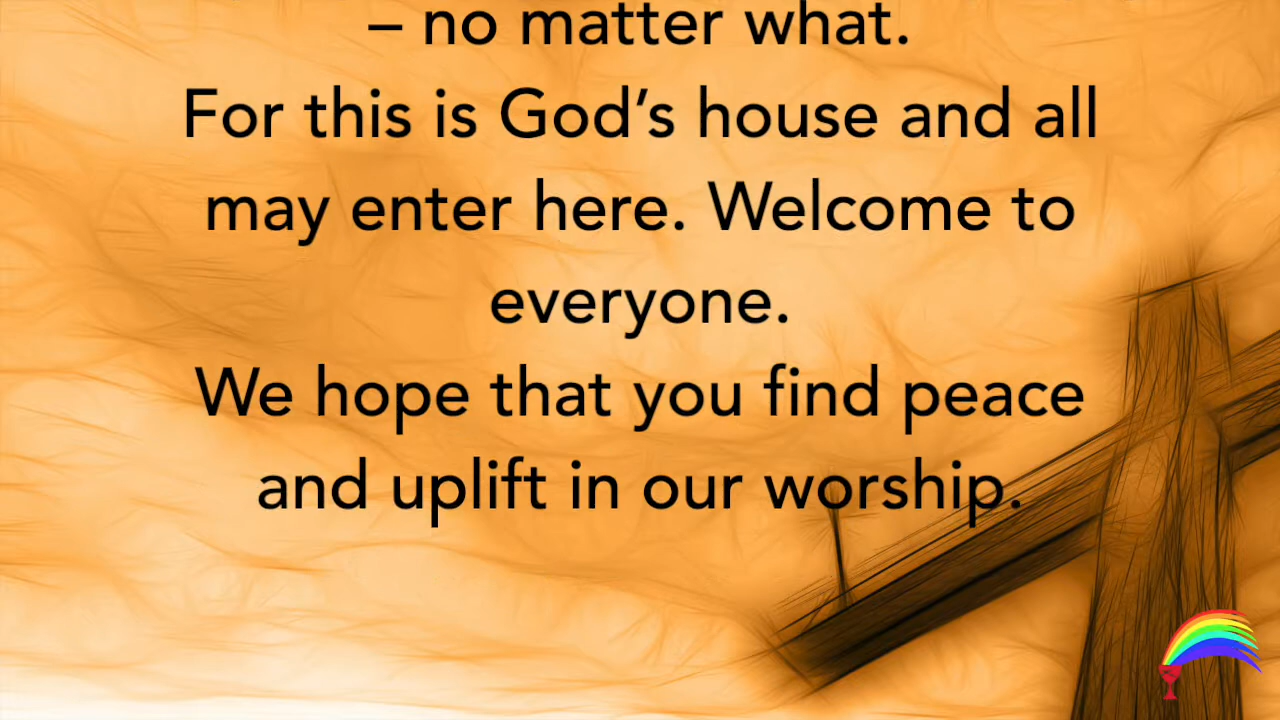 – no matter what.
For this is God’s house and all
may enter here. Welcome to
everyone.
We hope that you find peace
and uplift in our worship.